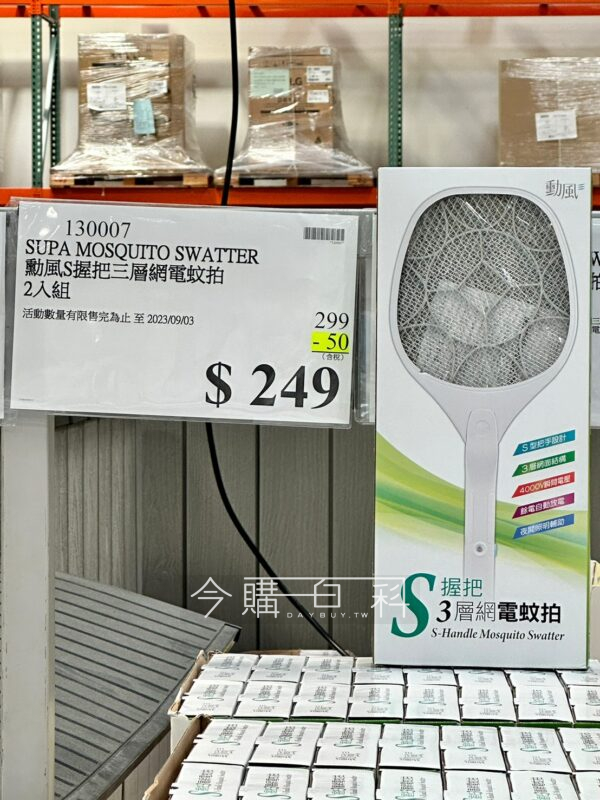 130007
SUPA MOSQUITO SWATTER
勳風S握把三層網電蚊拍
2入組
活動數量有限售完為止 至 2023/09/03
299
- 50
(含稅)
$ 249
勳風
S型把手設計
3層網面結構
4000V瞬間電壓
餘電自動放電
夜間照明輔助
S握把
3層網電蚊拍
S-Handle Mosquito Swatter
今購百科
DAYBUY.TW